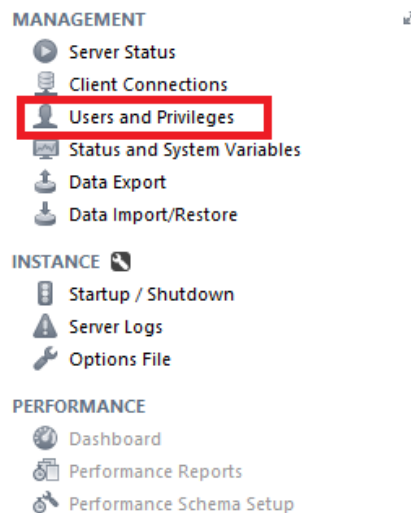 MANAGEMENT
Server Status
Client Connections
Users and Privileges
Status and System Variables
Data Export
Data Import/Restore
INSTANCE
Startup / Shutdown
Server Logs
Options File
PERFORMANCE
Dashboard
Performance Reports
Performance Schema Setup